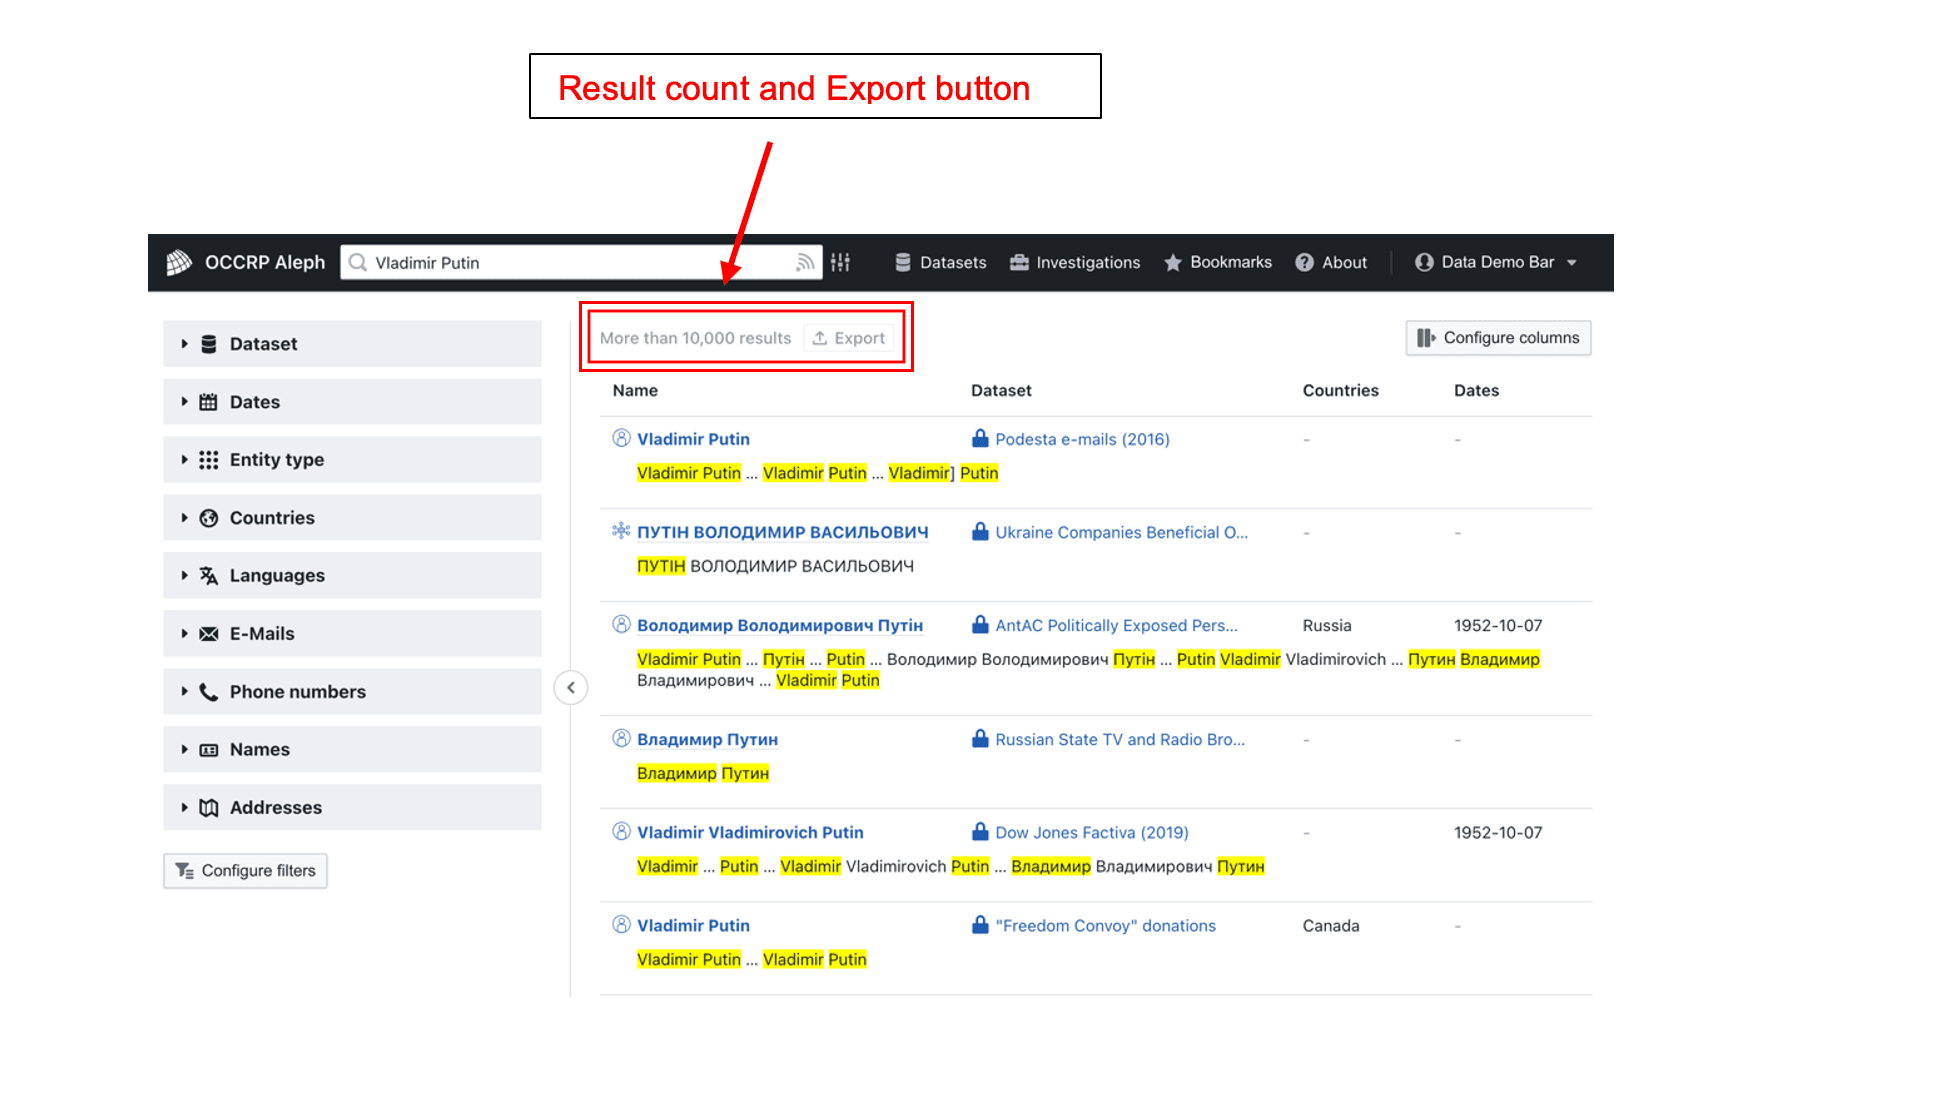 Result count and Export button
OCCRP Aleph
Vladimir Putin
Datasets
Investigations
Bookmarks
About
Data Demo Bar
Dataset
Dates
Entity type
Countries
Languages
E-Mails
Phone numbers
Names
Addresses
Configure filters
More than 10,000 results
Export
Configure columns
Name Dataset Countries Dates
Vladimir Putin Podesta e-mails (2016) - -
Vladimir Putin ... Vladimir Putin ... Vladimir] Putin
ПУТІН ВОЛОДИМИР ВАСИЛЬОВИЧ Ukraine Companies Beneficial O... - -
ПУТІН ВОЛОДИМИР ВАСИЛЬОВИЧ
Володимир Володимирович Путін AntAC Politically Exposed Pers... Russia 1952-10-07
Vladimir Putin ... Путін ... Putin ... Володимир Володимирович Путін ... Putin Vladimir Vladimirovich ... Путин Владимир
Владимирович ... Vladimir Putin
Владимир Путин Russian State TV and Radio Bro... - -
Владимир Путин
Vladimir Vladimirovich Putin Dow Jones Factiva (2019) - 1952-10-07
Vladimir ... Putin ... Vladimir Vladimirovich Putin ... Владимир Владимирович Путин
Vladimir Putin "Freedom Convoy" donations Canada -
Vladimir Putin ... Vladimir Putin